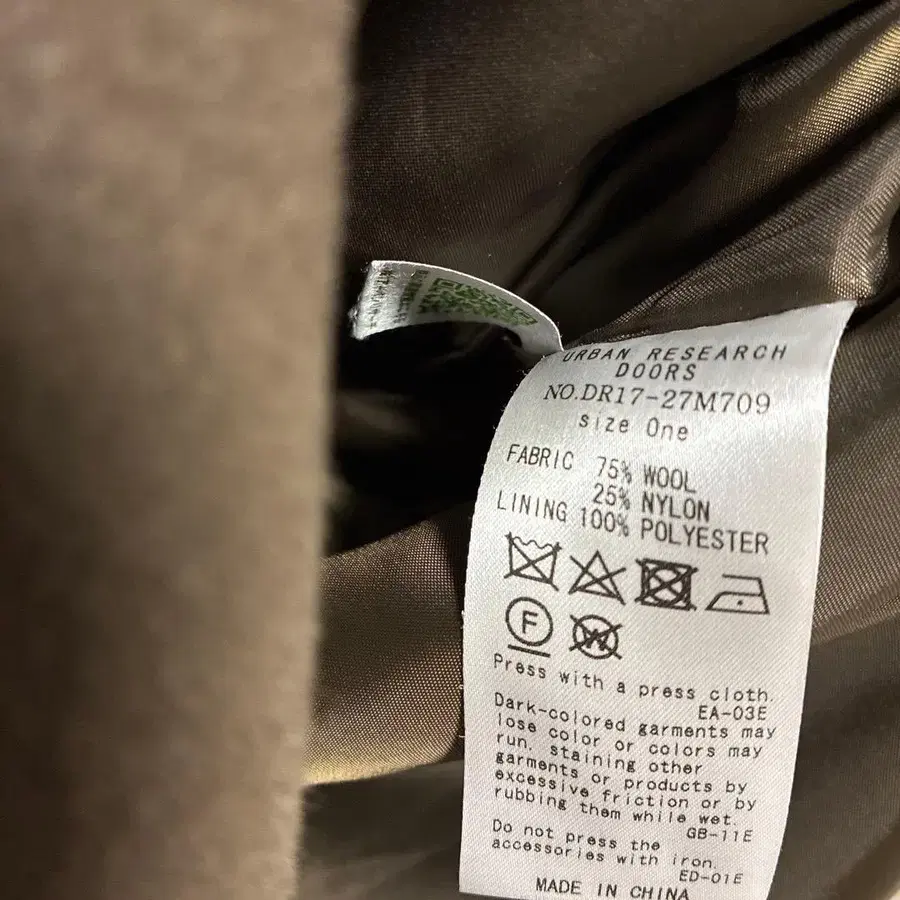 URBAN RESEARCH
DOORS
NO.DR17-27M709
size One
FABRIC 75% WOOL
25% NYLON
LINING 100% POLYESTER
F
W
Press with a press cloth.
EA-03E
Dark-colored garments may
lose color or colors may
run, staining other
garments or products by
excessive friction or by
rubbing them while wet.
GB-11E
Do not press the
accessories with iron.
ED-01E
MADE IN CHINA